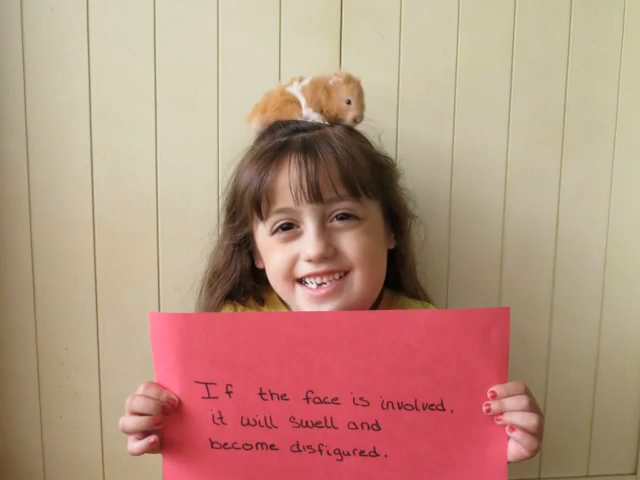 If the face is involved.
it will swell and
become disfigured.